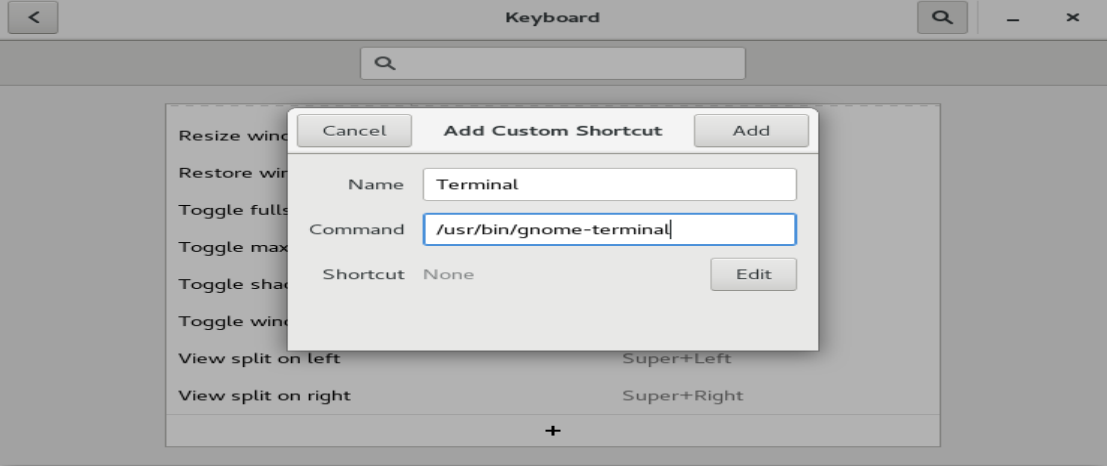 Keyboard
Cancel Add Custom Shortcut Add
Resize wind
Name Terminal
Restore wi
Toggle fulls
Command /usr/bin/gnome-terminal
Toggle max
Shortcut None Edit
Toggle sha
Toggle wind
View split on left Super+Left
View split on right Super+Right
+